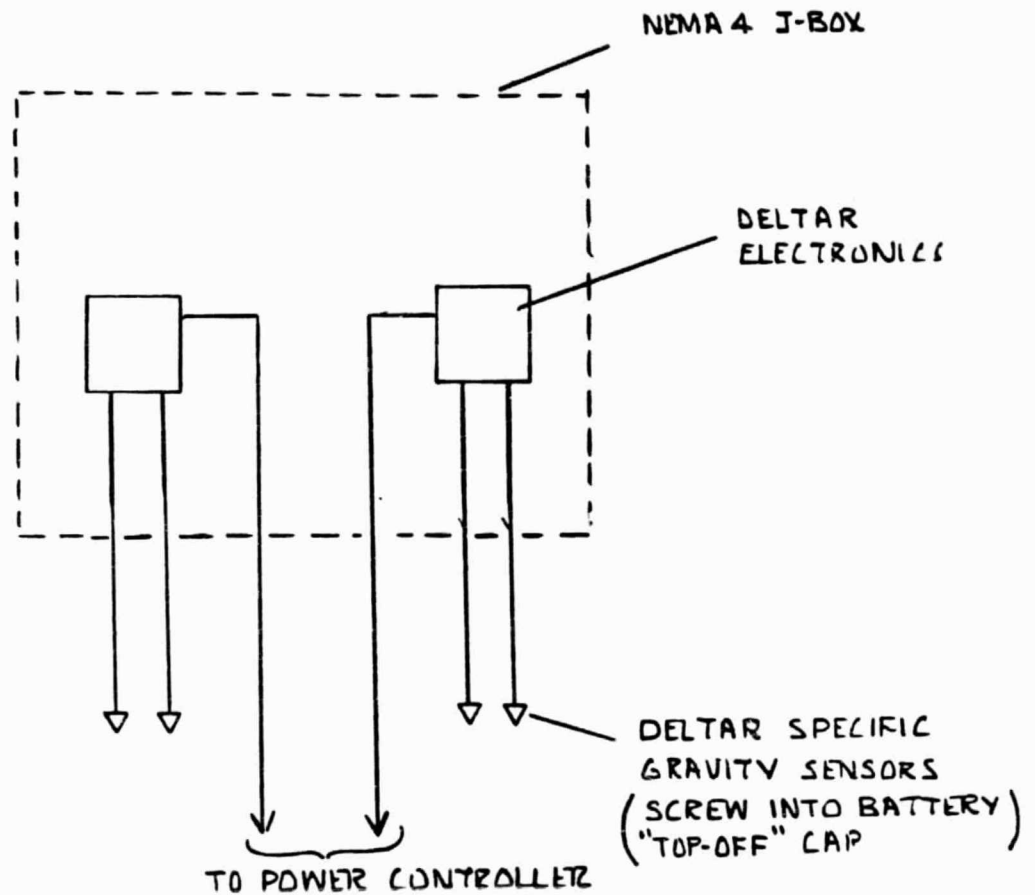 NEMA 4 J-BOX
DELTAR
ELECTRONICS
DELTAR SPECIFIC
GRAVITY SENSORS
(SCREW INTO BATTERY
"TOP-OFF" CAP)
TO POWER CONTROLLER